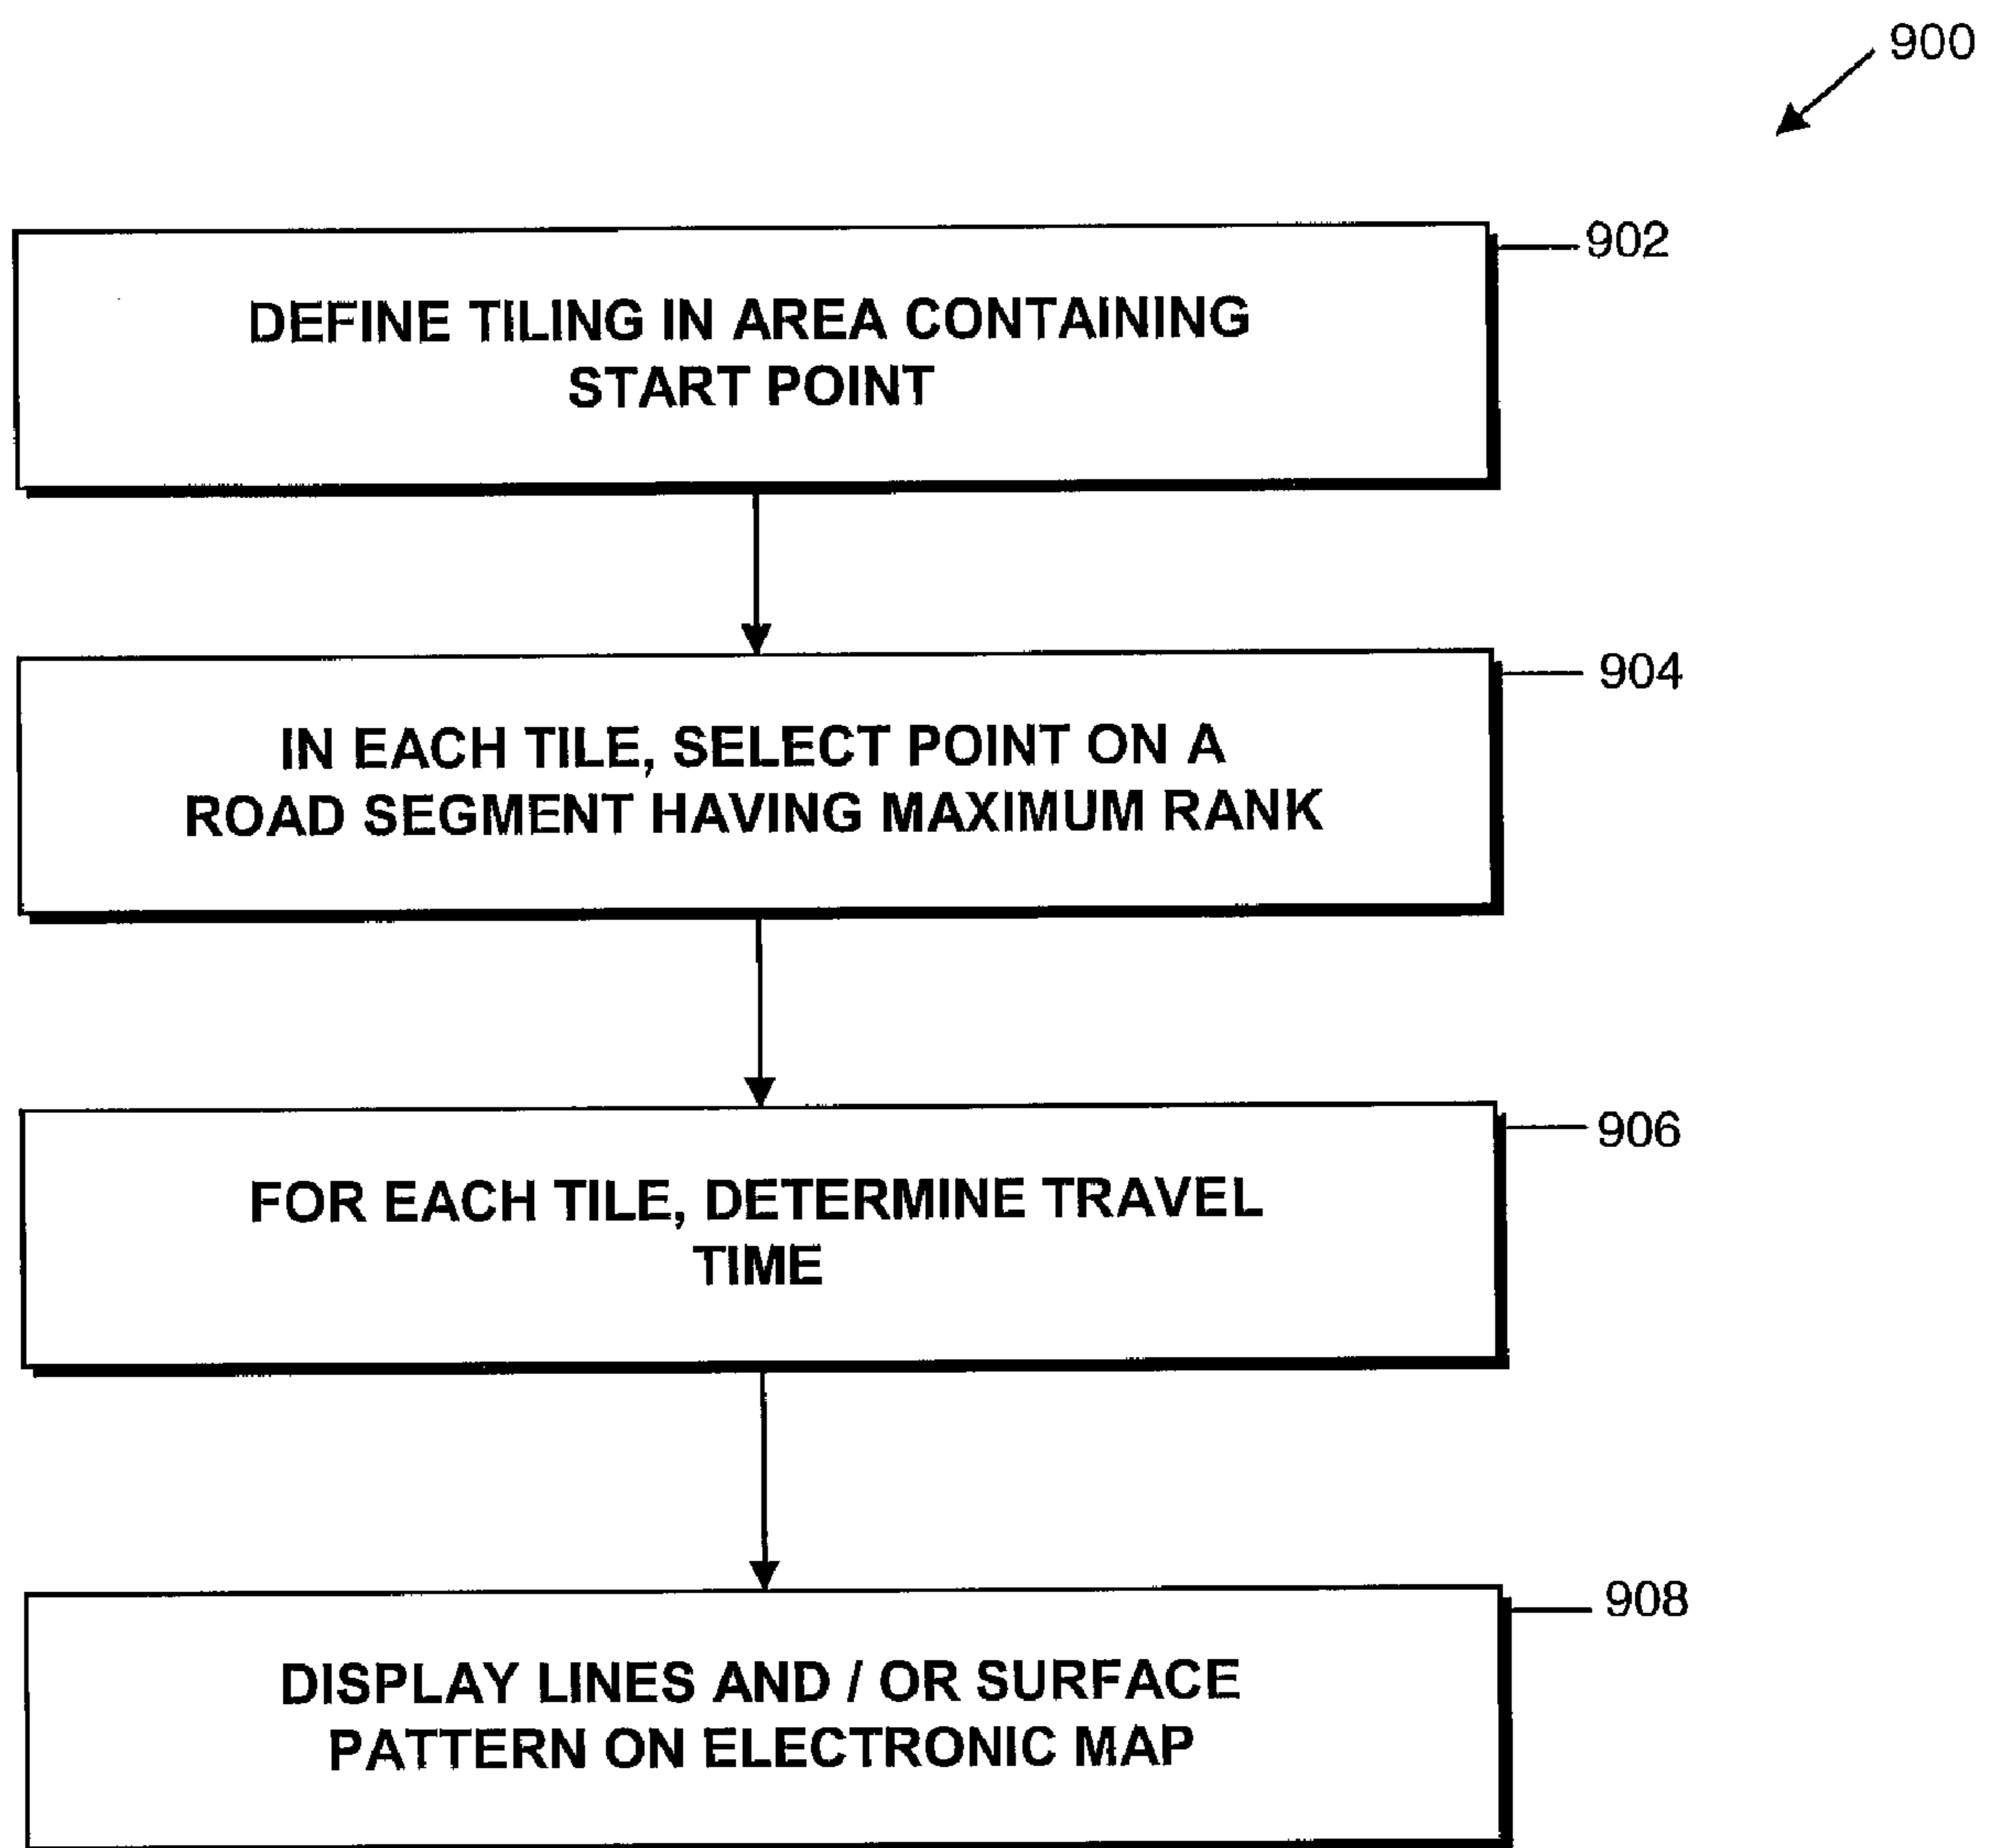 900
902
DEFINE TILING IN AREA CONTAINING
START POINT
904
IN EACH TILE, SELECT POINT ON A
ROAD SEGMENT HAVING MAXIMUM RANK
906
FOR EACH TILE, DETERMINE TRAVEL
TIME
908
DISPLAY LINES AND / OR SURFACE
PATTERN ON ELECTRONIC MAP